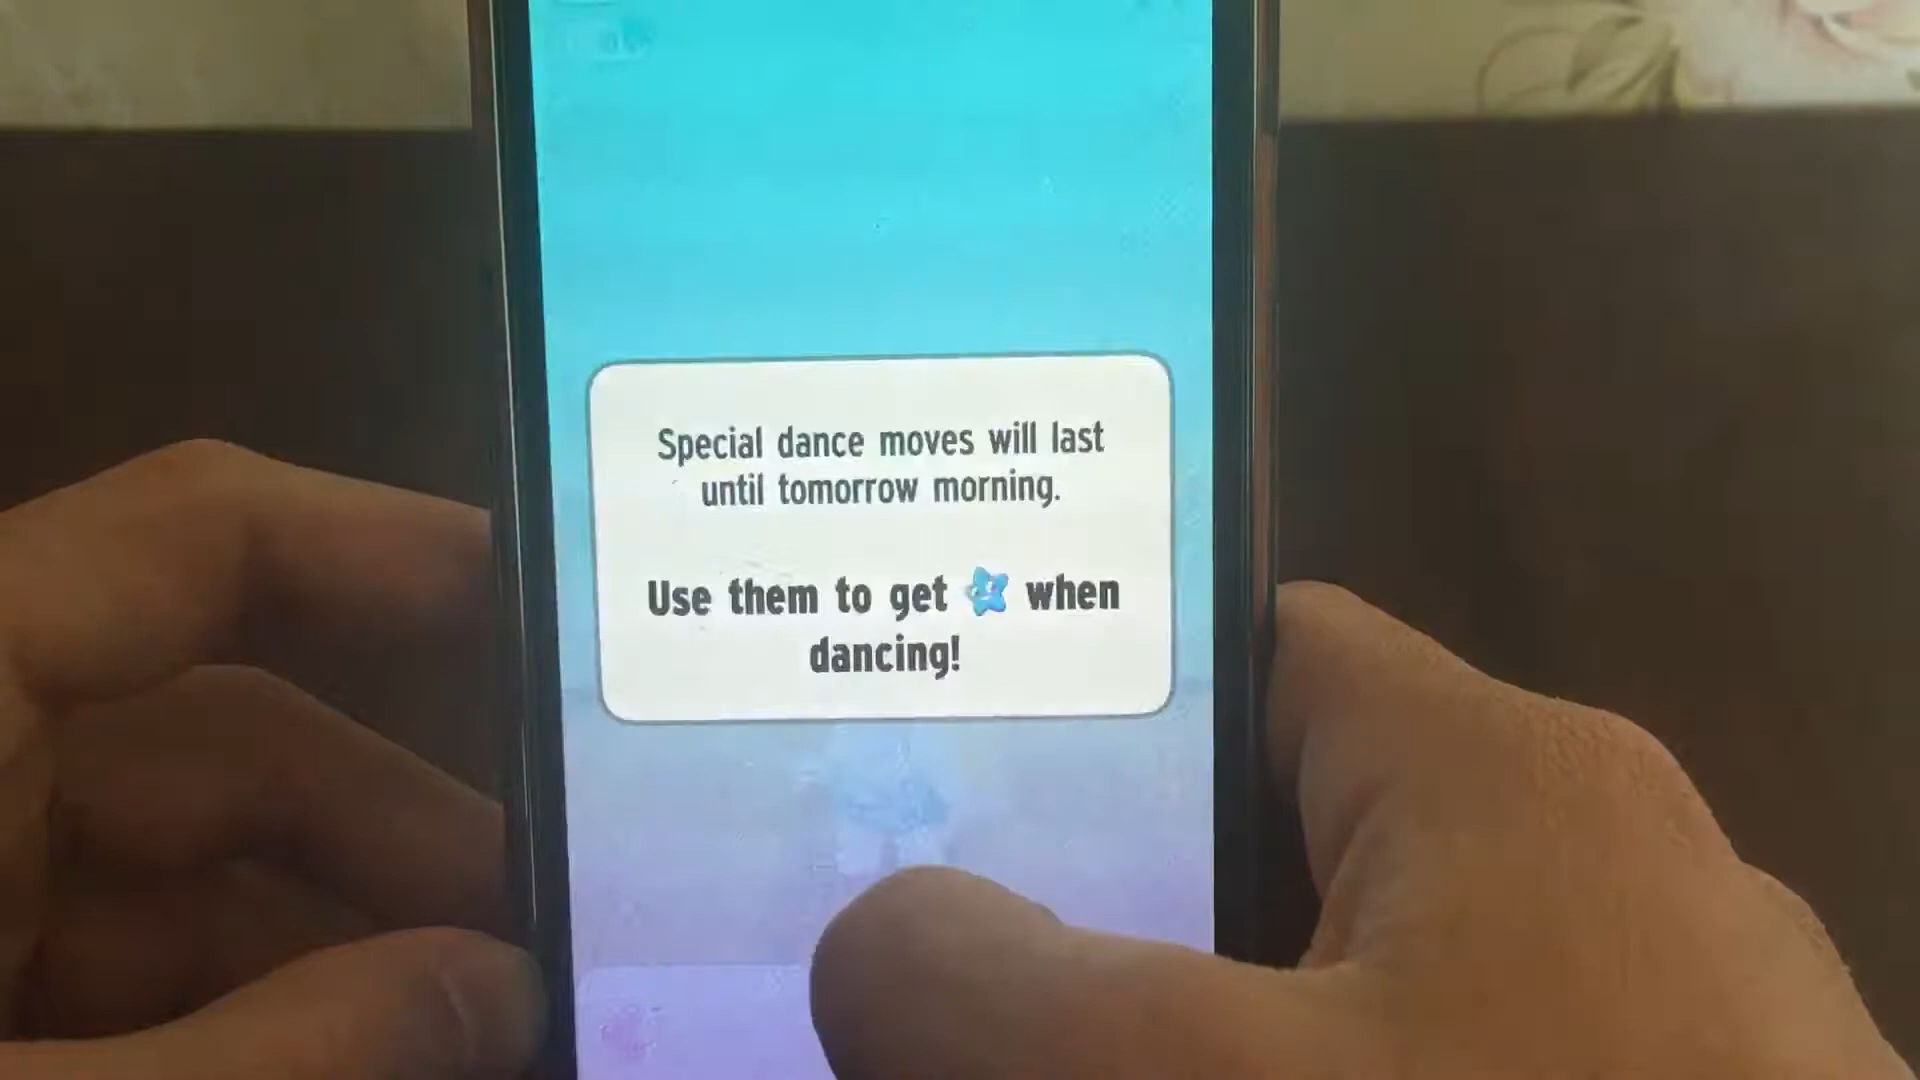 Special dance moves will last
until tomorrow morning.
Use them to get when
dancing!